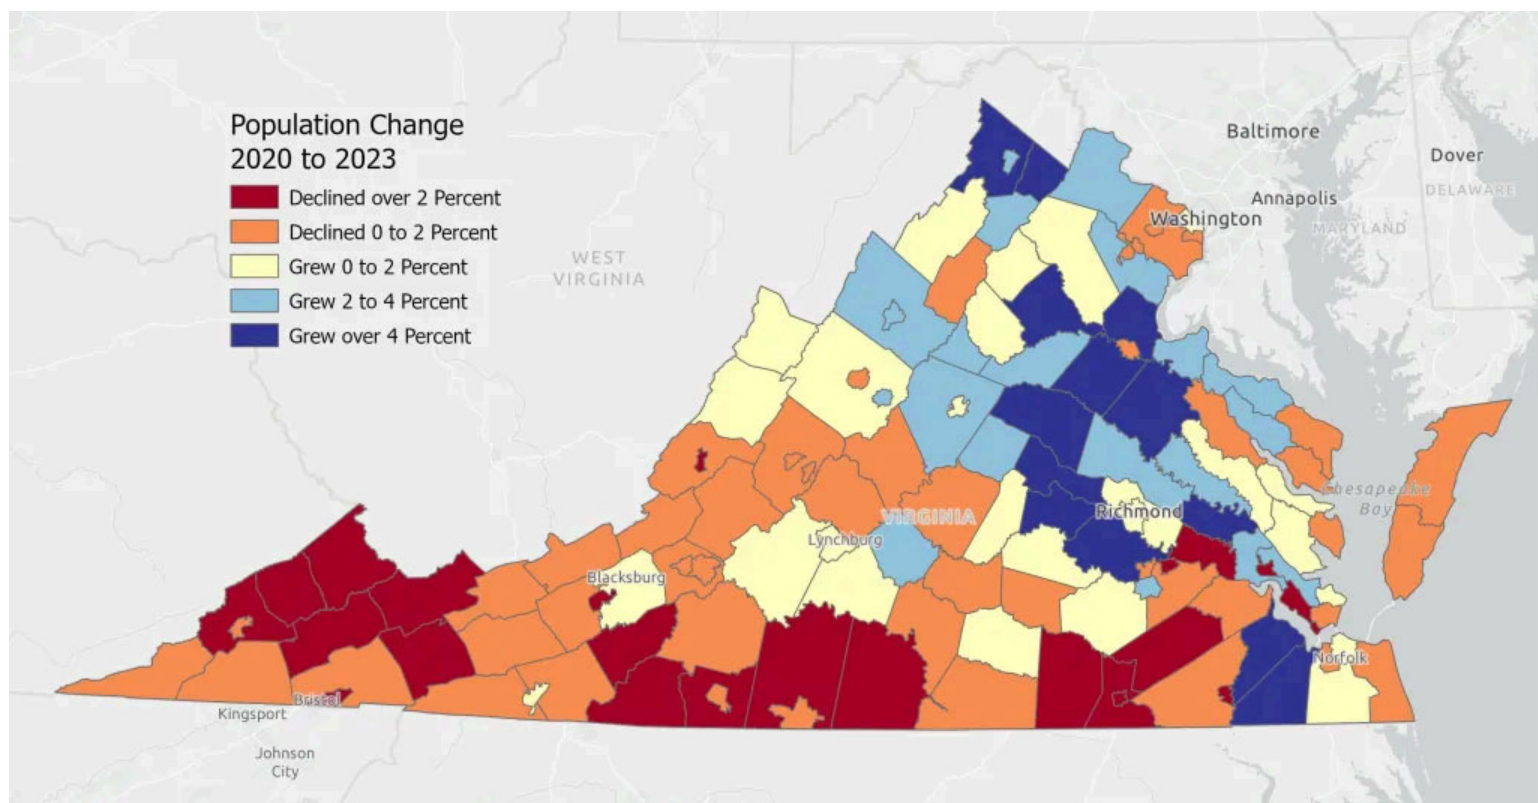 Population Change
2020 to 2023
Declined over 2 Percent
Declined 0 to 2 Percent
Grew 0 to 2 Percent
Grew 2 to 4 Percent
Grew over 4 Percent
Baltimore
Dover
Annapolis
DELAWARE
Washington
MARYLAND
WEST
VIRGINIA
Chesapeake
Bay
Richmond
VIRGINIA
Lynchburg
Blacksburg
Norfolk
Bristol
Kingsport
Johnson
City